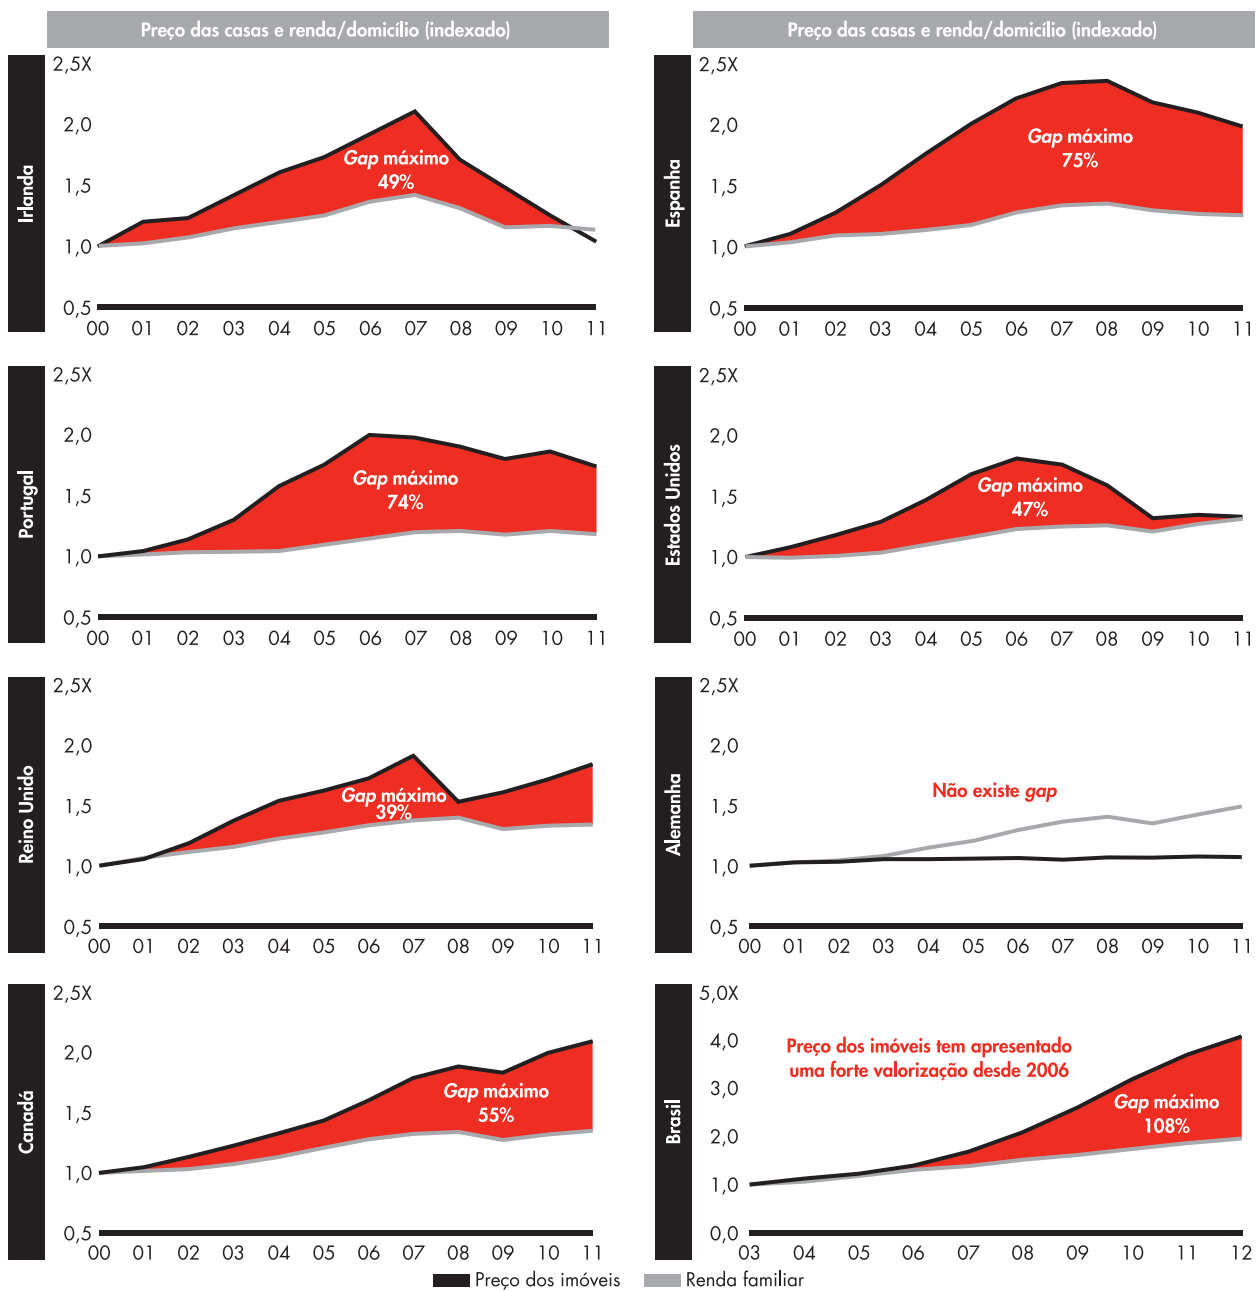 Preço das casas e renda/domicílio (indexado)
Irlanda
2,5X
2,0
1,5
1,0
0,5
Gap máximo
49%
00 01 02 03 04 05 06 07 08 09 10 11
Preço das casas e renda/domicílio (indexado)
Espanha
2,5X
2,0
1,5
1,0
0,5
Gap máximo
75%
00 01 02 03 04 05 06 07 08 09 10 11
Portugal
2,5X
2,0
1,5
1,0
0,5
Gap máximo
74%
00 01 02 03 04 05 06 07 08 09 10 11
Estados Unidos
2,5X
2,0
1,5
1,0
0,5
Gap máximo
47%
00 01 02 03 04 05 06 07 08 09 10 11
Reino Unido
2,5X
2,0
1,5
1,0
0,5
Gap máximo
39%
00 01 02 03 04 05 06 07 08 09 10 11
Alemanha
2,5X
2,0
1,5
1,0
0,5
Não existe gap
00 01 02 03 04 05 06 07 08 09 10 11
Canadá
2,5X
2,0
1,5
1,0
0,5
Gap máximo
55%
00 01 02 03 04 05 06 07 08 09 10 11
Brasil
5,0X
4,0
3,0
2,0
1,0
0,0
Preço dos imóveis tem apresentado
uma forte valorização desde 2006
Gap máximo
108%
03 04 05 06 07 08 09 10 11 12
Preço dos imóveis
Renda familiar